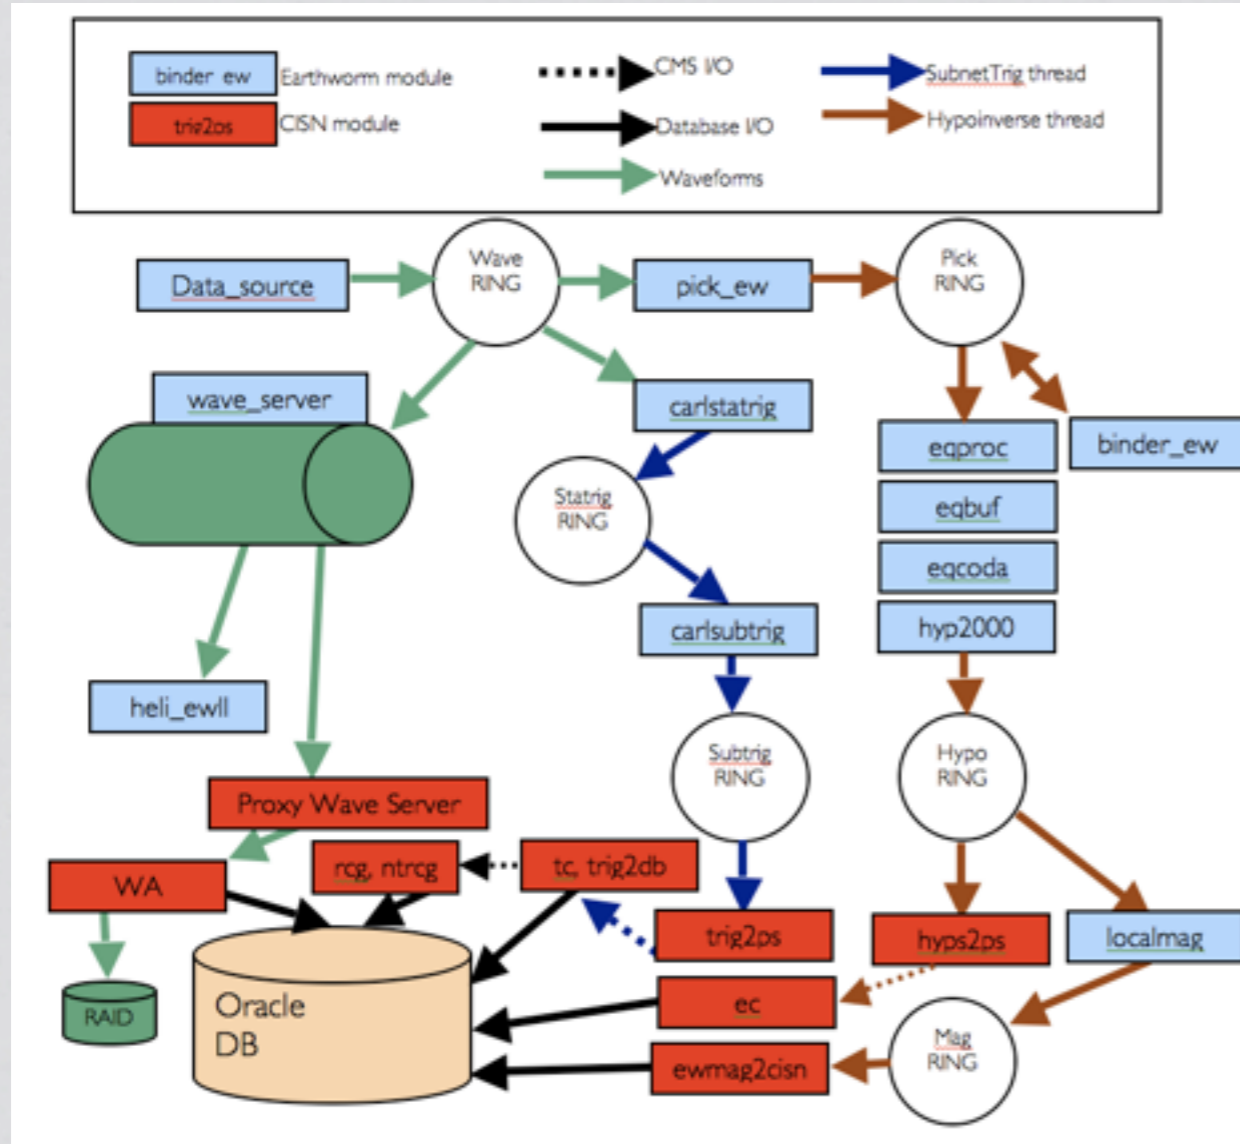 binder_ew
Earthworm module
trig2ps
CISN module
CMS I/O
Database I/O
Waveforms
SubnetTrig thread
Hypoinverse thread
Data_source
Wave
RING
pick_ew
Pick
RING
wave_server
carlstatrig
eqproc
binder_ew
Statrig
RING
eqbuf
eqcoda
carlsubtrig
hyp2000
heli_ewII
Subtrig
RING
Hypo
RING
Proxy Wave Server
rcg, ntrcg
tc, trig2db
WA
trig2ps
hyps2ps
localmag
RAID
Oracle
DB
ec
Mag
RING
ewmag2cisn